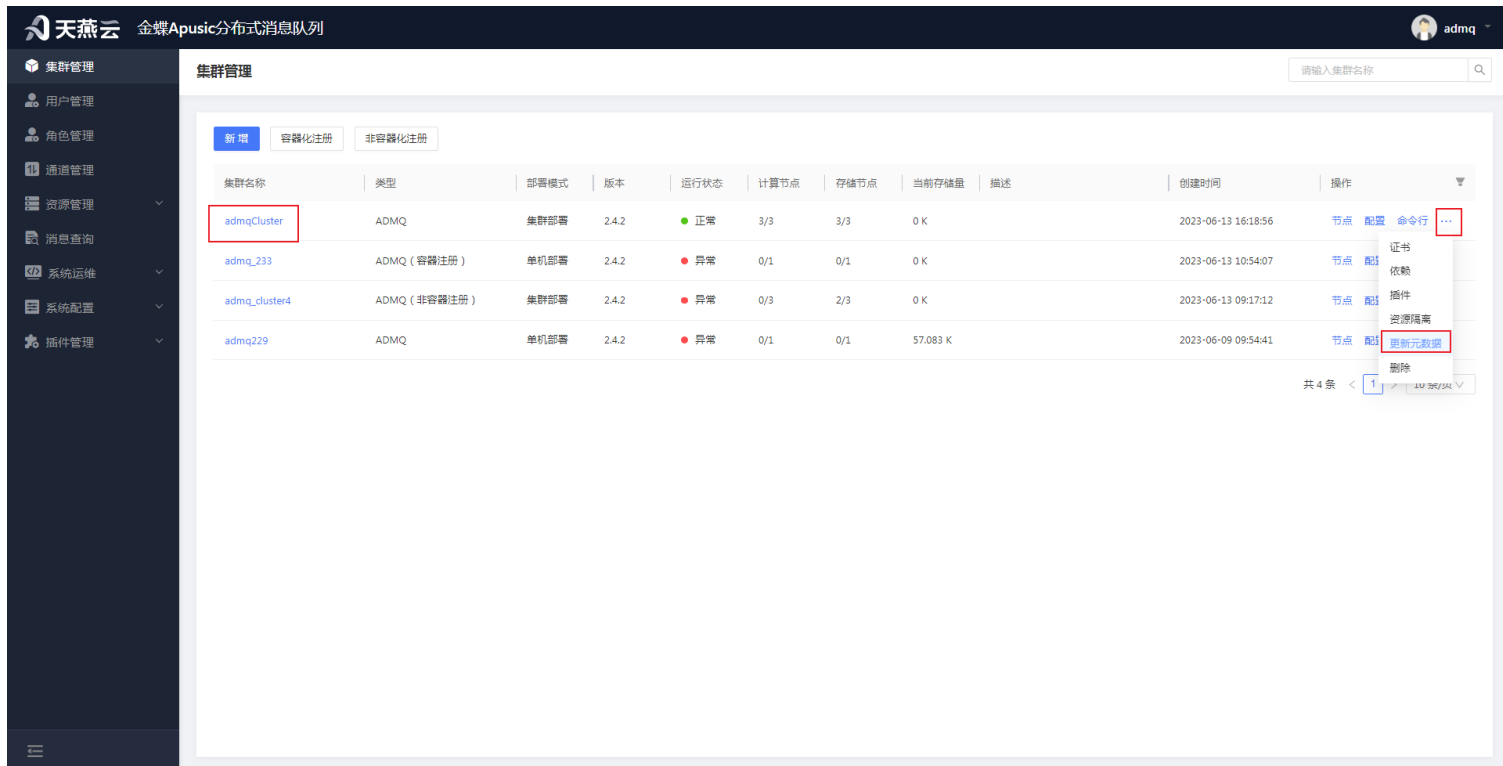 天燕云 金蝶Apusic分布式消息队列 admq
集群管理
用户管理
角色管理
通道管理
资源管理
消息查询
系统运维
系统配置
插件管理
集群管理 请输入集群名称
新增 容器化注册 非容器化注册
集群名称 类型 部署模式 版本 运行状态 计算节点 存储节点 当前存储量 描述 创建时间 操作
admqCluster ADMQ 集群部署 2.4.2 正常 3/3 3/3 0 K 2023-06-13 16:18:56 节点 配置 命令行 ...
admq_233 ADMQ（容器注册） 单机部署 2.4.2 异常 0/1 0/1 0 K 2023-06-13 10:54:07 节点
admq_cluster4 ADMQ（非容器注册） 集群部署 2.4.2 异常 0/3 2/3 0 K 2023-06-13 09:17:12 节点
admq229 ADMQ 单机部署 2.4.2 异常 0/1 0/1 57.083 K 2023-06-09 09:54:41 节点
证书
依赖
插件
资源隔离
更新元数据
删除
共 4 条 < 1 > 10 条/页